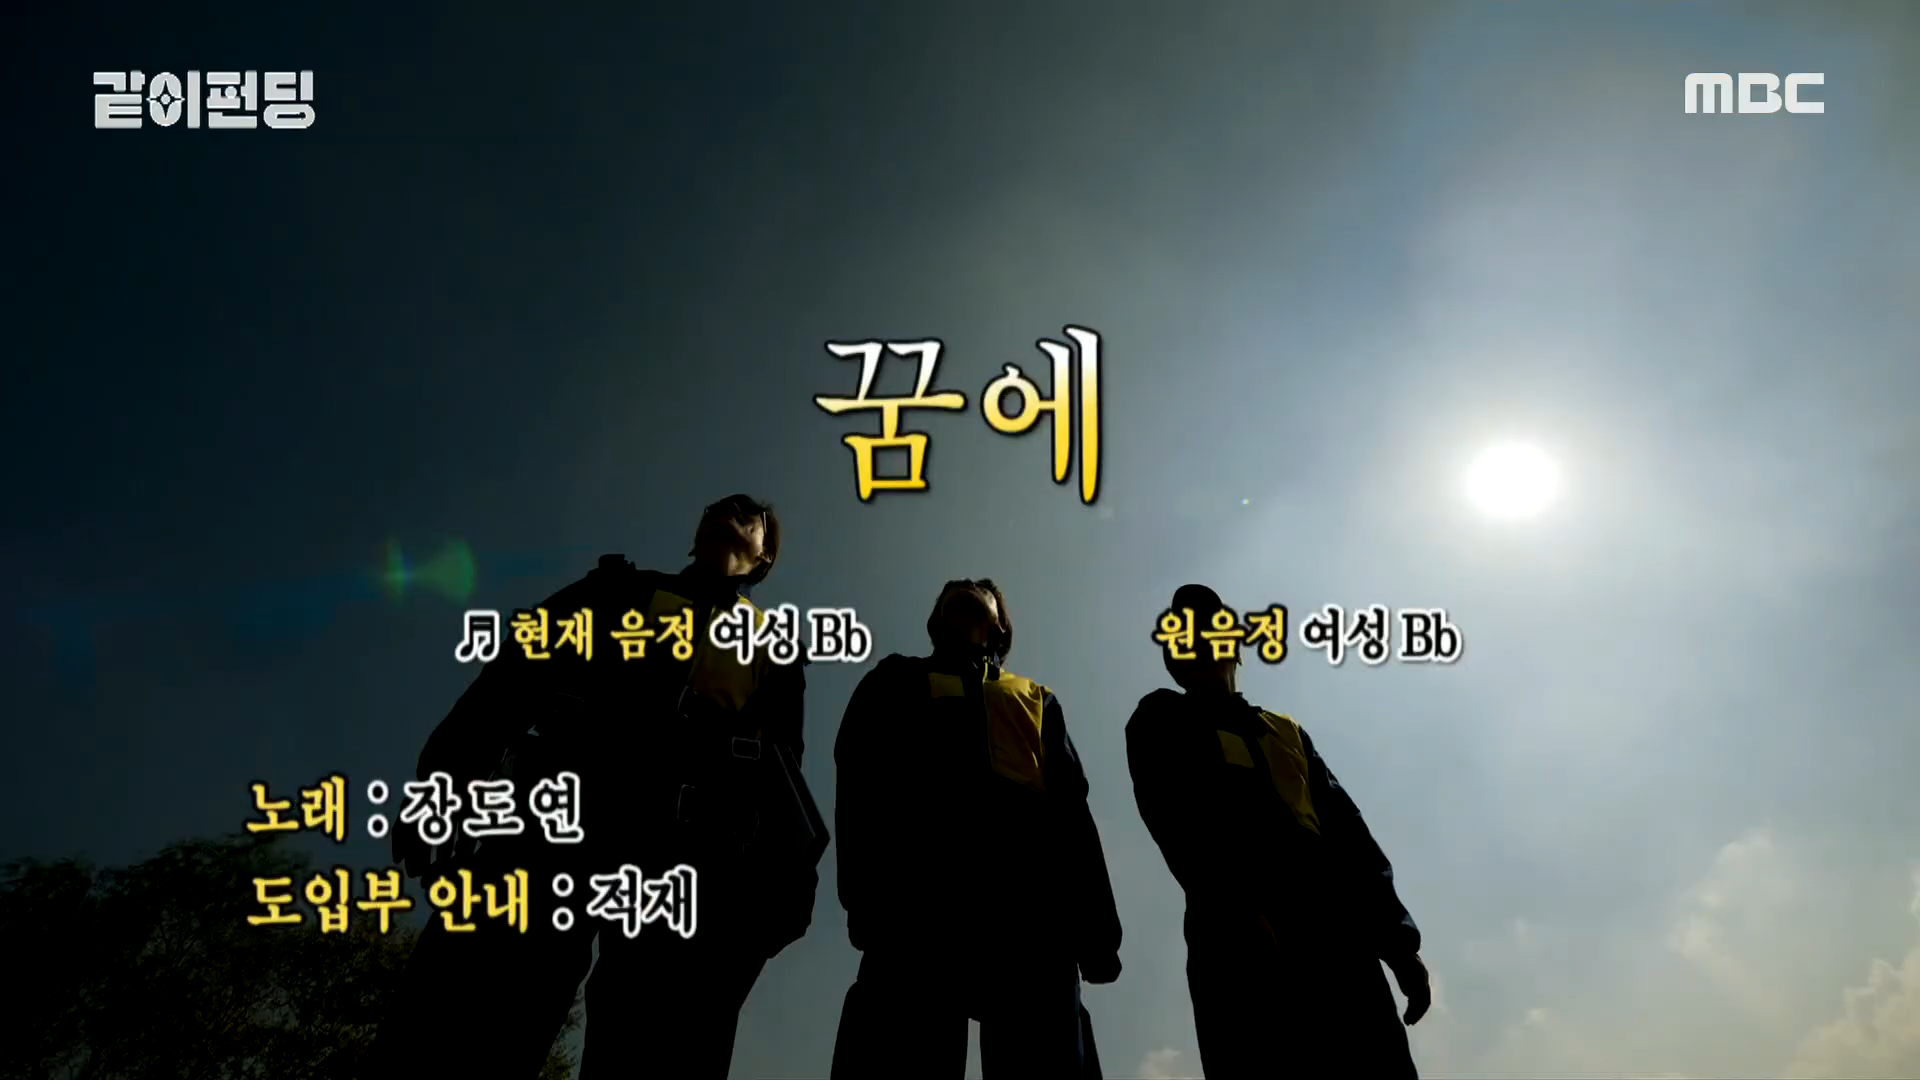 같이펀딩
MBC
꿈에
♬ 현재 음정 여성 Bb
원음정 여성 Bb
노래 : 장도연
도입부 안내 : 적재